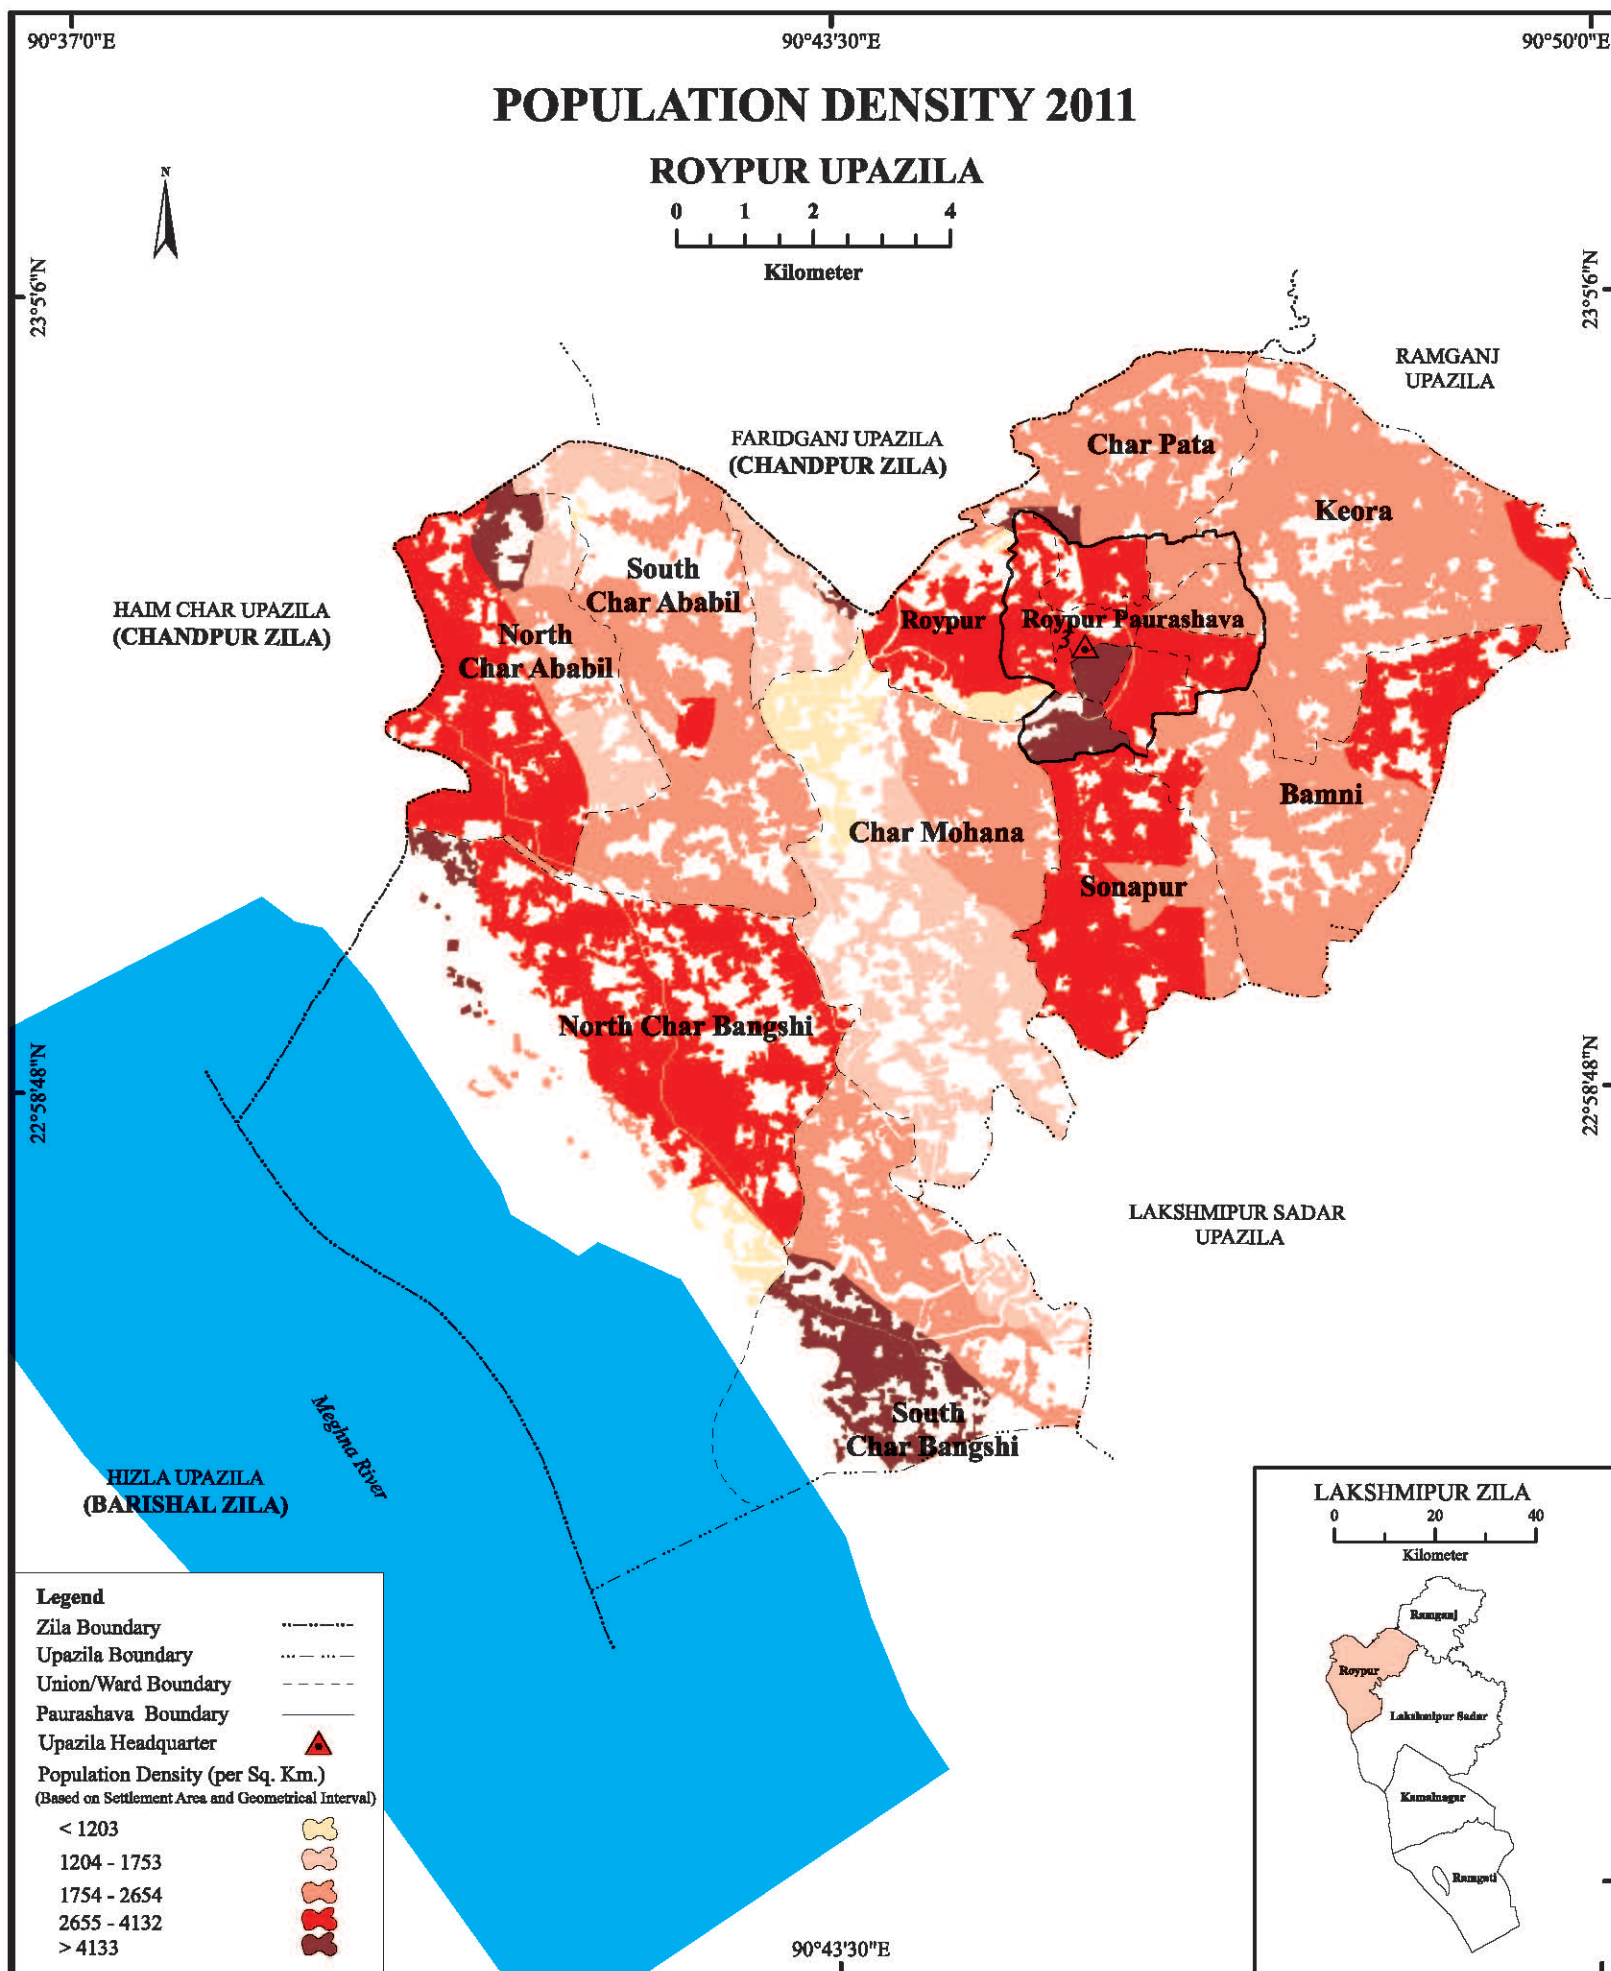 90°37'0"E
90°43'30"E
90°50'0"E
POPULATION DENSITY 2011
ROYPUR UPAZILA
0 1 2 4
Kilometer
N
23°5'6"N
23°5'6"N
RAMGANJ
UPAZILA
FARIDGANJ UPAZILA
(CHANDPUR ZILA)
Char Pata
Keora
South
Char Ababil
HAIM CHAR UPAZILA
(CHANDPUR ZILA)
Roypur
Roypur Paurashava
3
North
Char Ababil
Bamni
Char Mohana
Sonapur
North Char Bangshi
22°58'48"N
22°58'48"N
LAKSHMIPUR SADAR
UPAZILA
South
Char Bangshi
Meghna River
HIZLA UPAZILA
(BARISHAL ZILA)
Legend
Zila Boundary
Upazila Boundary
Union/Ward Boundary
Paurashava Boundary
Upazila Headquarter
Population Density (per Sq. Km.)
(Based on Settlement Area and Geometrical Interval)
< 1203
1204 - 1753
1754 - 2654
2655 - 4132
> 4133
90°43'30"E
LAKSHMIPUR ZILA
0 20 40
Kilometer
Ramganj
Roypur
Lakshmipur Sadar
Kamalnagar
Ramgati